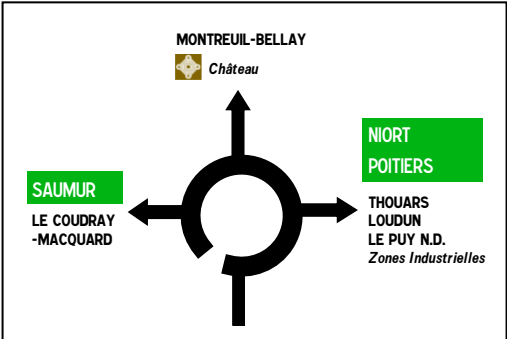 MONTREUIL-BELLAY
Château
NIORT
POITIERS
SAUMUR
THOUARS
LE COUDRAY
-MACQUARD
LOUDUN
LE PUY N.D.
Zones Industrielles